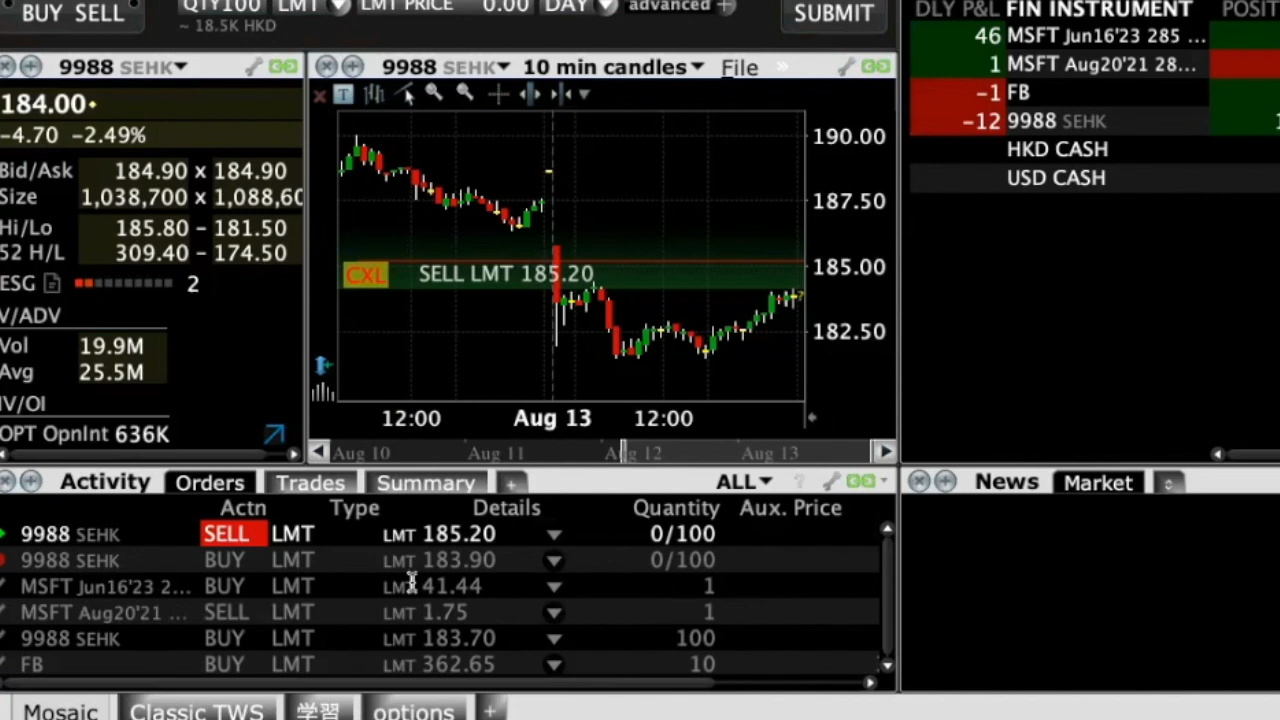 BUY SELL QTY 100 LMT LMT PRICE 0.00 DAY advanced SUBMIT
~ 18.5K HKD
9988 SEHK
184.00
-4.70 -2.49%
Bid/Ask 184.90 x 184.90
Size 1,038,700 x 1,088,60
Hi/Lo 185.80 - 181.50
52 H/L 309.40 - 174.50
ESG 2
V/ADV
Vol 19.9M
Avg 25.5M
IV/OI
OPT OpnInt 636K
9988 SEHK 10 min candles File »
T
190.00
187.50
185.00
182.50
CXL SELL LMT 185.20
12:00 Aug 13 12:00
Aug 10 Aug 11 Aug 12 Aug 13
DLY P&L FIN INSTRUMENT POSIT
46 MSFT Jun16'23 285 ...
1 MSFT Aug20'21 28...
-1 FB
-12 9988 SEHK
HKD CASH
USD CASH
Activity Orders Trades Summary + ALL ?
Actn Type Details Quantity Aux. Price
9988 SEHK SELL LMT LMT 185.20 0/100
9988 SEHK BUY LMT LMT 183.90 0/100
MSFT Jun16'23 2... BUY LMT LMT 41.44 1
MSFT Aug20'21 ... SELL LMT LMT 1.75 1
9988 SEHK BUY LMT LMT 183.70 100
FB BUY LMT LMT 362.65 10
News Market
Mosaic Classic TWS 学習 options +